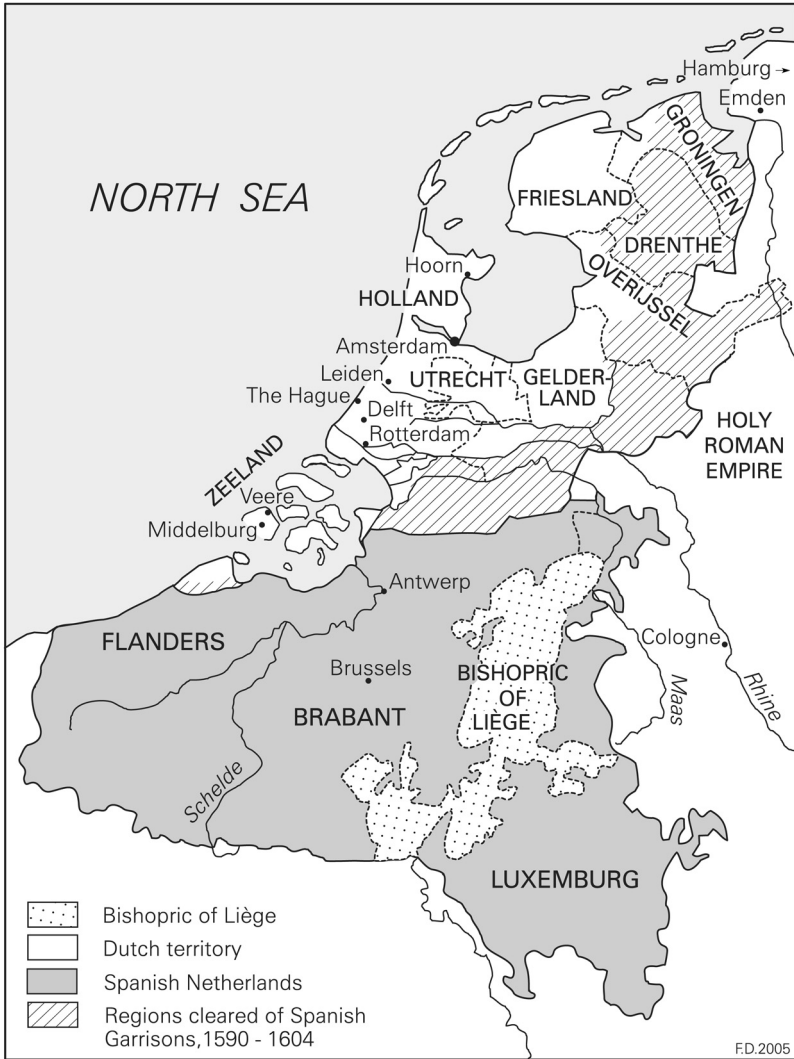 Hamburg
Emden
GRONINGEN
NORTH SEA
FRIESLAND
DRENTHE
Hoorn
OVERIJSSEL
HOLLAND
Amsterdam
Leiden
UTRECHT
GELDER-
LAND
The Hague
Delft
Rotterdam
HOLY
ROMAN
EMPIRE
ZEELAND
Veere
Middelburg
Antwerp
FLANDERS
Cologne
Brussels
BISHOPRIC
OF
LIÈGE
BRABANT
Maas
Rhine
Schelde
LUXEMBURG
Bishopric of Liège
Dutch territory
Spanish Netherlands
Regions cleared of Spanish
Garrisons,1590 - 1604
F.D.2005